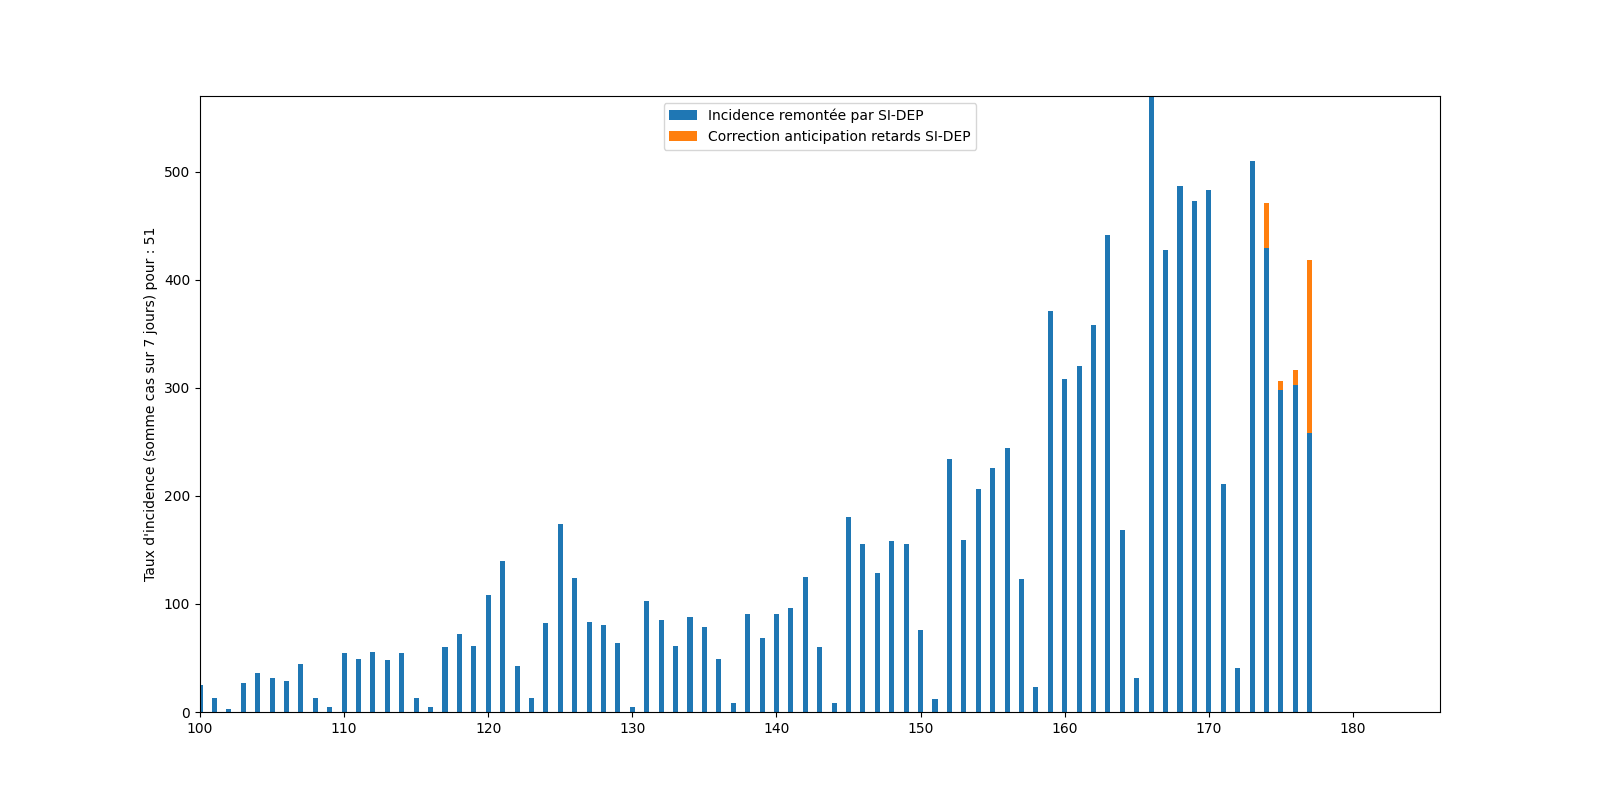 Incidence remontée par SI-DEP
Correction anticipation retards SI-DEP
Taux d'incidence (somme cas sur 7 jours) pour : 51
500
400
300
200
100
0
100 110 120 130 140 150 160 170 180